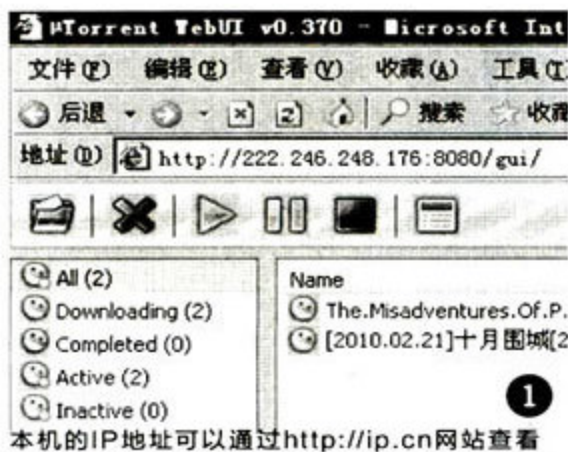 μTorrent WebUI v0.370 - Microsoft Int
文件(F) 编辑(E) 查看(V) 收藏(A) 工具(T)
后退 搜索 收藏
地址(D) http://222.246.248.176:8080/gui/
All (2)
Downloading (2)
Completed (0)
Active (2)
Inactive (0)
Name
The.Misadventures.Of.P.
[2010.02.21]十月围城[2
1
本机的IP地址可以通过http://ip.cn网站查看